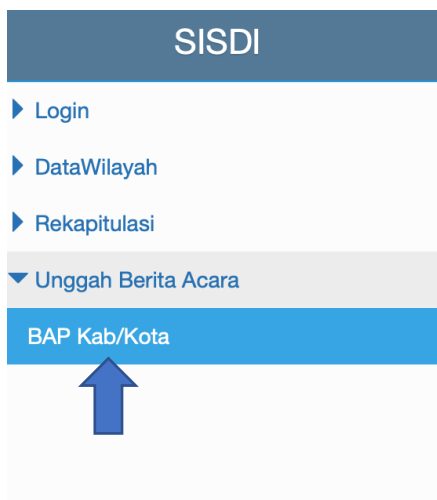 SISDI
Login
DataWilayah
Rekapitulasi
Unggah Berita Acara
BAP Kab/Kota